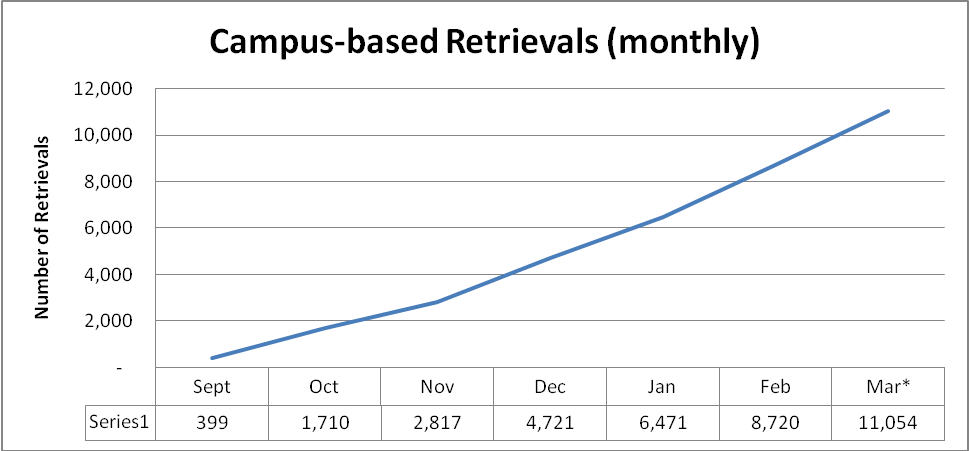 Campus-based Retrievals (monthly)
Number of Retrievals
12,000
10,000
8,000
6,000
4,000
2,000
-
Sept Oct Nov Dec Jan Feb Mar*
Series1 399 1,710 2,817 4,721 6,471 8,720 11,054